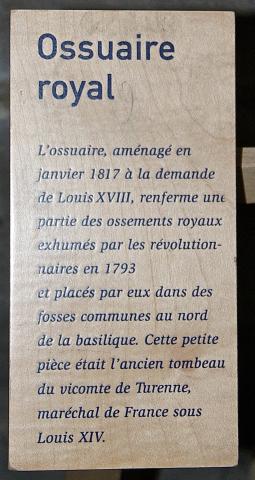 Ossuaire
royal
L'ossuaire, aménagé en
janvier 1817 à la demande
de Louis XVIII, renferme une
partie des ossements royaux
exhumés par les révolution-
naires en 1793
et placés par eux dans des
fosses communes au nord
de la basilique. Cette petite
pièce était l'ancien tombeau
du vicomte de Turenne,
maréchal de France sous
Louis XIV.